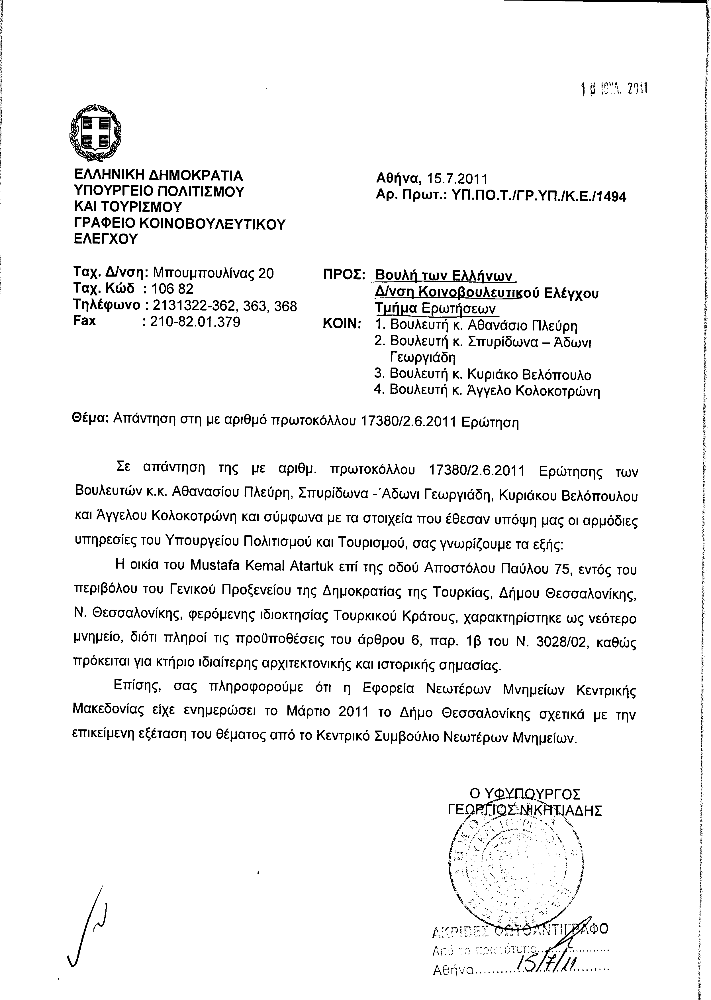 ΙΟΥΛ. 2011
ΕΛΛΗΝΙΚΗ ΔΗΜΟΚΡΑΤΙΑ
ΥΠΟΥΡΓΕΙΟ ΠΟΛΙΤΙΣΜΟΥ
ΚΑΙ ΤΟΥΡΙΣΜΟΥ
ΓΡΑΦΕΙΟ ΚΟΙΝΟΒΟΥΛΕΥΤΙΚΟΥ
ΕΛΕΓΧΟΥ
Αθήνα, 15.7.2011
Αρ. Πρωτ.: ΥΠ.ΠΟ.Τ./ΓΡ.ΥΠ./Κ.Ε./1494
Ταχ. Δ/νση: Μπουμπουλίνας 20
Ταχ. Κώδ : 106 82
Τηλέφωνο : 2131322-362, 363, 368
Fax : 210-82.01.379
ΠΡΟΣ: Βουλή των Ελλήνων
Δ/νση Κοινοβουλευτικού Ελέγχου
Τμήμα Ερωτήσεων
ΚΟΙΝ: 1. Βουλευτή κ. Αθανάσιο Πλεύρη
2. Βουλευτή κ. Σπυρίδωνα – Άδωνι
Γεωργιάδη
3. Βουλευτή κ. Κυριάκο Βελόπουλο
4. Βουλευτή κ. Άγγελο Κολοκοτρώνη
Θέμα: Απάντηση στη με αριθμό πρωτοκόλλου 17380/2.6.2011 Ερώτηση
Σε απάντηση της με αριθμ. πρωτοκόλλου 17380/2.6.2011 Ερώτησης των
Βουλευτών κ.κ. Αθανασίου Πλεύρη, Σπυρίδωνα -Άδωνι Γεωργιάδη, Κυριάκου Βελόπουλου
και Άγγελου Κολοκοτρώνη και σύμφωνα με τα στοιχεία που έθεσαν υπόψη μας οι αρμόδιες
υπηρεσίες του Υπουργείου Πολιτισμού και Τουρισμού, σας γνωρίζουμε τα εξής:
Η οικία του Mustafa Kemal Atartuk επί της οδού Αποστόλου Παύλου 75, εντός του
περιβόλου του Γενικού Προξενείου της Δημοκρατίας της Τουρκίας, Δήμου Θεσσαλονίκης,
Ν. Θεσσαλονίκης, φερόμενης ιδιοκτησίας Τουρκικού Κράτους, χαρακτηρίστηκε ως νεότερο
μνημείο, διότι πληροί τις προϋποθέσεις του άρθρου 6, παρ. 1β του Ν. 3028/02, καθώς
πρόκειται για κτήριο ιδιαίτερης αρχιτεκτονικής και ιστορικής σημασίας.
Επίσης, σας πληροφορούμε ότι η Εφορεία Νεωτέρων Μνημείων Κεντρικής
Μακεδονίας είχε ενημερώσει το Μάρτιο 2011 το Δήμο Θεσσαλονίκης σχετικά με την
επικείμενη εξέταση του θέματος από το Κεντρικό Συμβούλιο Νεωτέρων Μνημείων.
Ο ΥΦΥΠΟΥΡΓΟΣ
ΓΕΩΡΓΙΟΣ ΝΙΚΗΤΙΑΔΗΣ
ΑΚΡΙΒΕΣ ΦΩΤΟΑΝΤΙΓΡΑΦΟ
Από το πρωτότυπο
Αθήνα 15/7/11